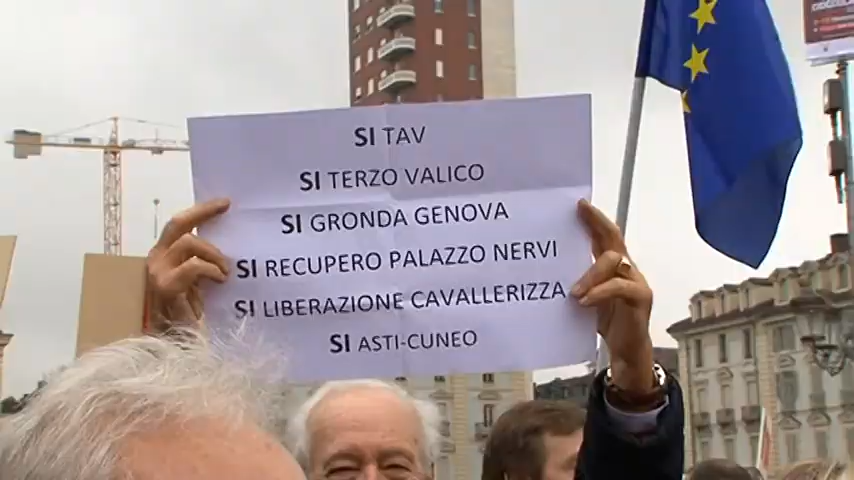 SI TAV
SI TERZO VALICO
SI GRONDA GENOVA
SI RECUPERO PALAZZO NERVI
SI LIBERAZIONE CAVALLERIZZA
SI ASTI-CUNEO